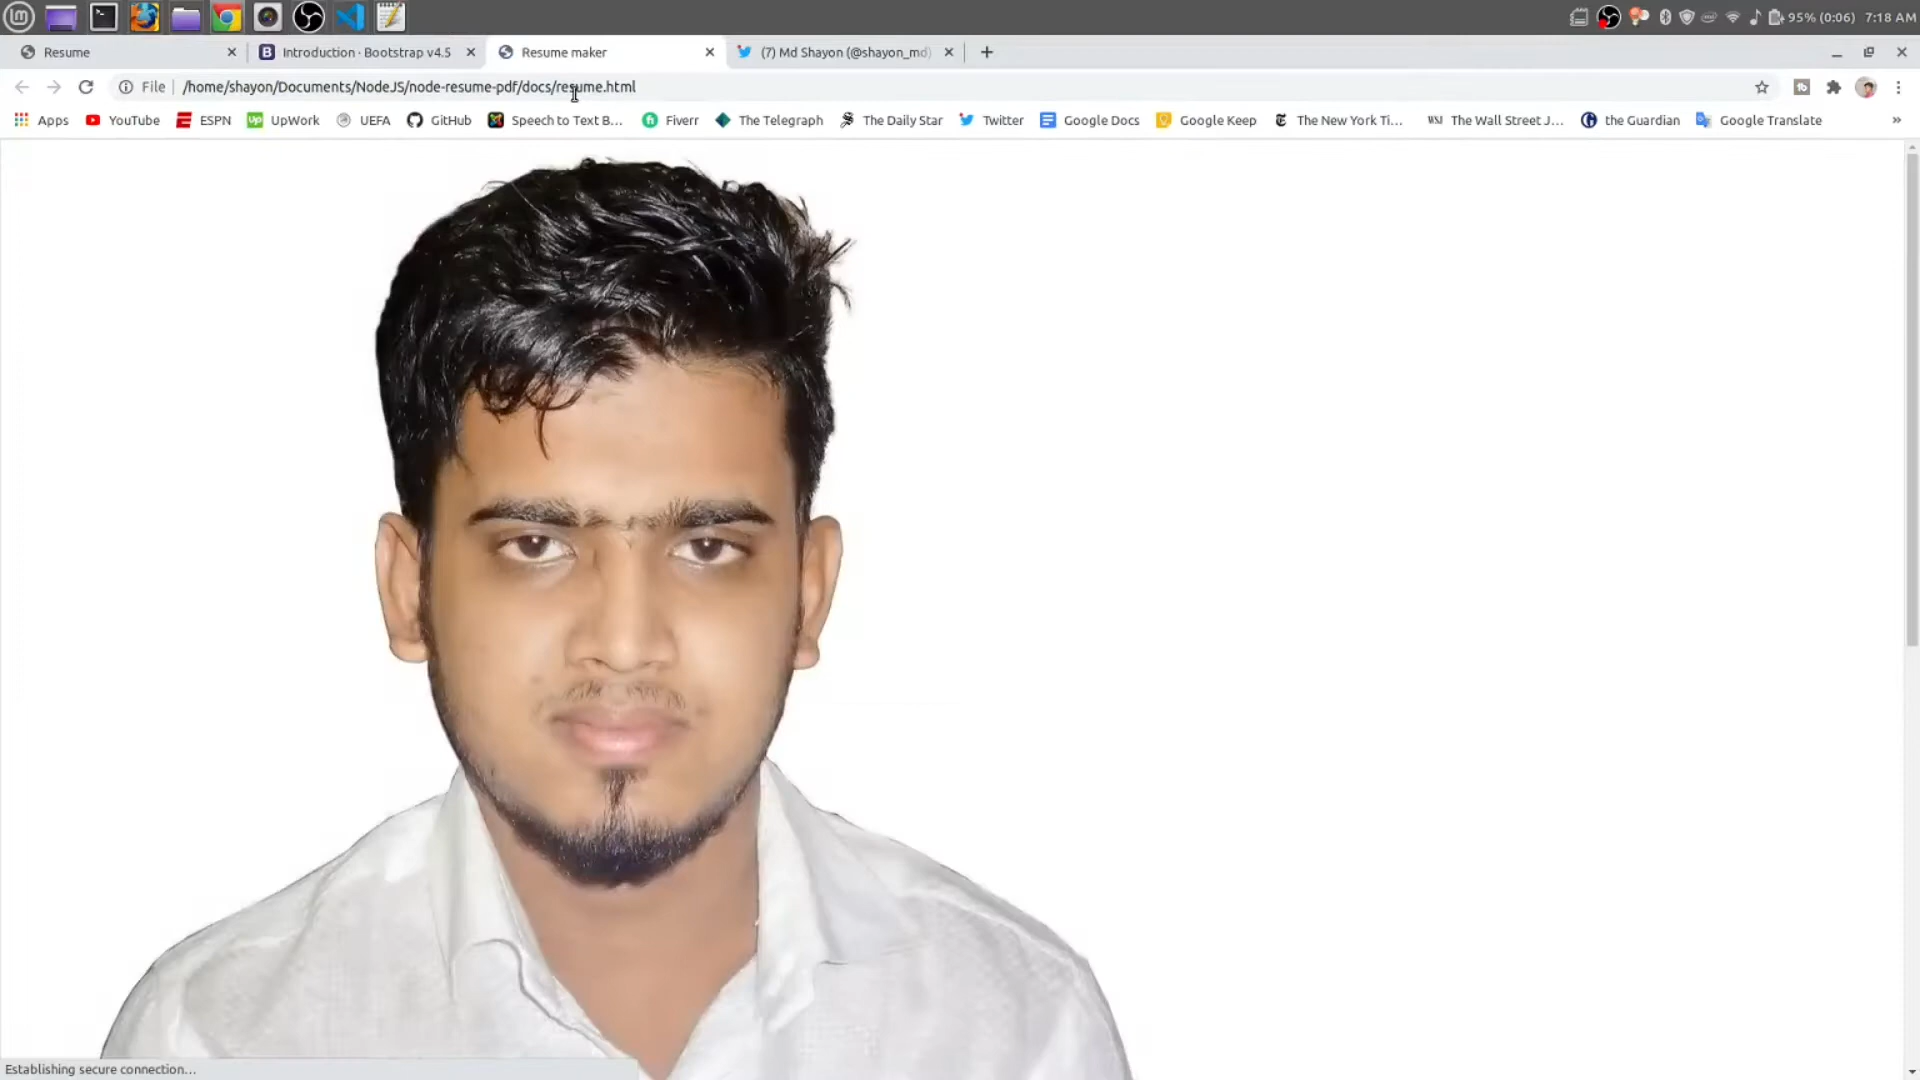 95% (0:06) 7:18 AM
Resume
Introduction · Bootstrap v4.5
Resume maker
(7) Md Shayon (@shayon_md)
File /home/shayon/Documents/NodeJS/node-resume-pdf/docs/resume.html
Apps YouTube ESPN UpWork UEFA GitHub Speech to Text B... Fiverr The Telegraph The Daily Star Twitter Google Docs Google Keep The New York Ti... The Wall Street J... the Guardian Google Translate »
Establishing secure connection...